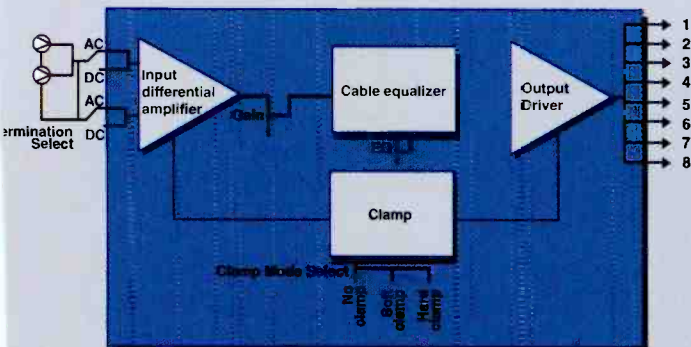 AC
DC
AC
DC
ermination
Select
Input
differential
amplifier
Gain
Cable equalizer
EQ
Output
Driver
Clamp
Clamp Mode Select
No
clamp
Soft
clamp
Hard
clamp
1
2
3
4
5
6
7
8